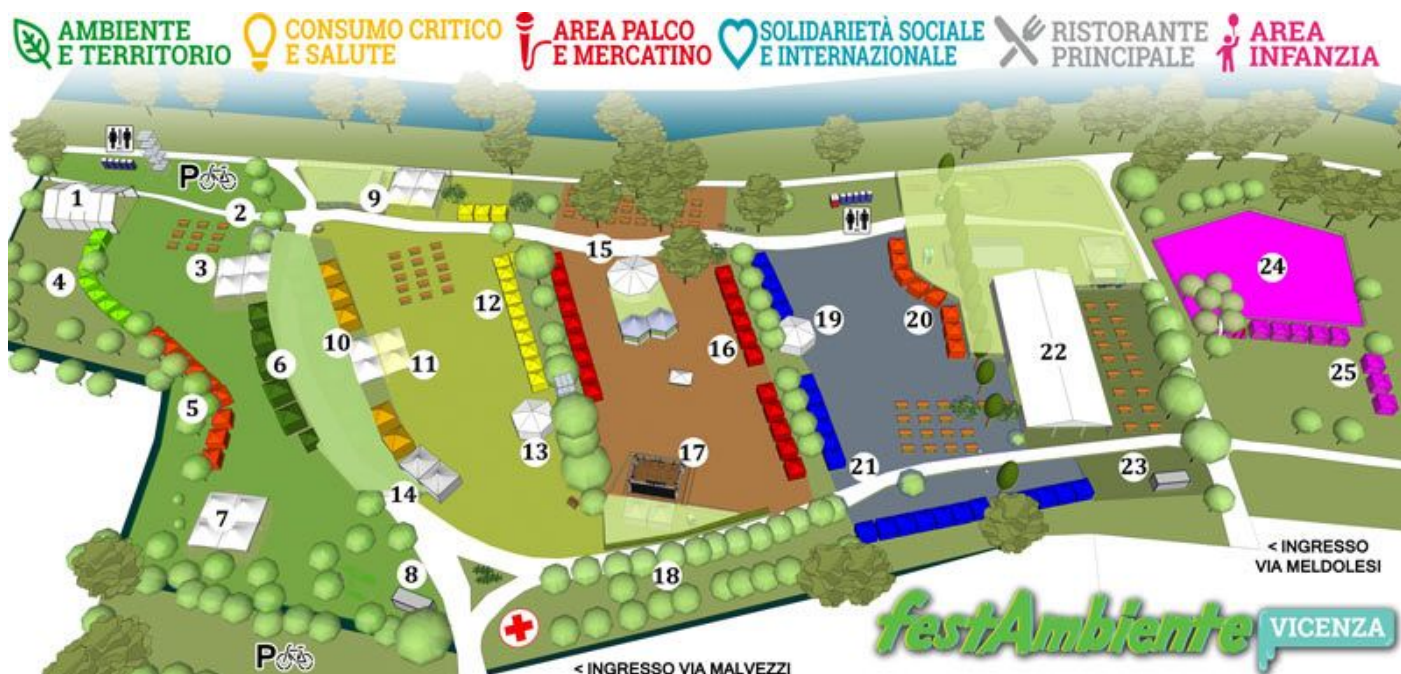 AMBIENTE
E TERRITORIO
CONSUMO CRITICO
E SALUTE
AREA PALCO
E MERCATINO
SOLIDARIETÀ SOCIALE
E INTERNAZIONALE
RISTORANTE
PRINCIPALE
AREA
INFANZIA
P
1
2
3
4
5
6
7
8
9
10
11
12
13
14
15
16
17
18
19
20
21
22
23
24
25
P
< INGRESSO
VIA MELDOLESI
< INGRESSO VIA MALVEZZI
festAmbiente
VICENZA